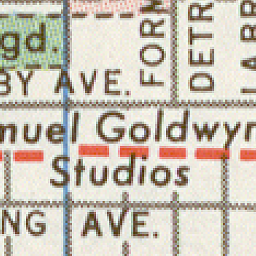 gd.
BY AVE.
FORM
DETR
LA BR
muel Goldwyn
Studios
NG AVE.